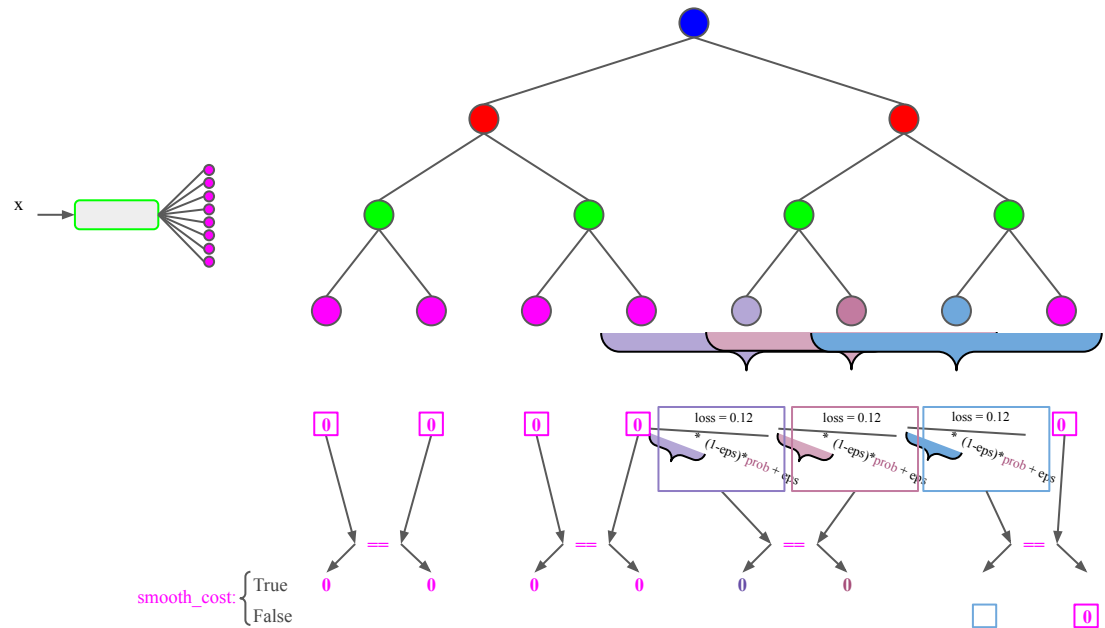 x
0 0 0 0 loss = 0.12 loss = 0.12 loss = 0.12 0
* (1-eps)*prob + eps * (1-eps)*prob + eps * (1-eps)*prob + eps
== == == ==
smooth_cost: True 0 0 0 0 0 0
False 0